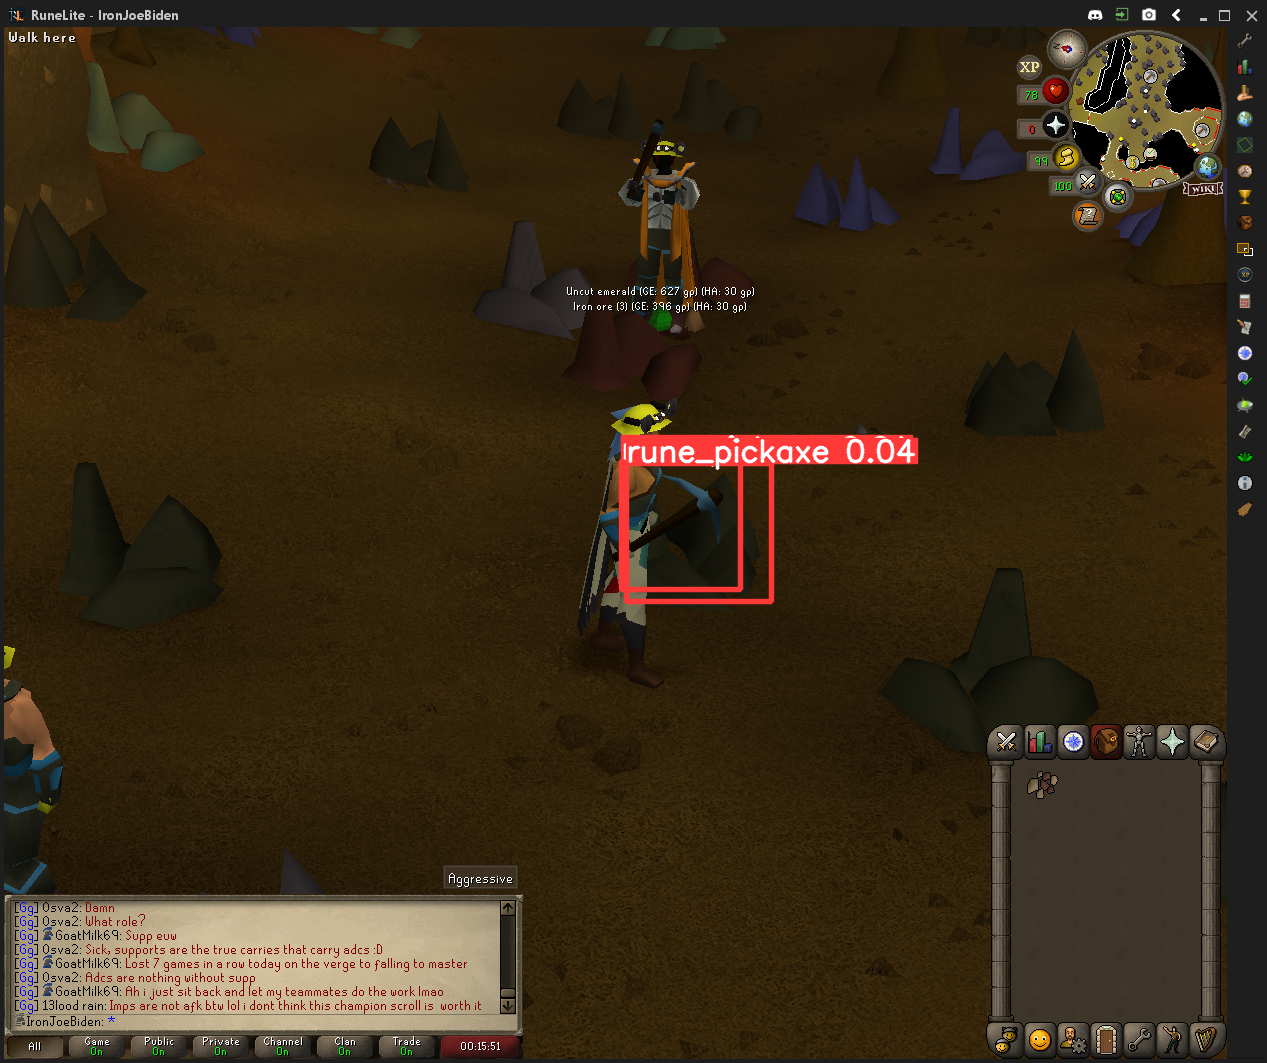 RuneLite - IronJoeBiden
Walk here
XP
78
0
99
100
WIKI
Uncut emerald (GE: 627 gp) (HA: 30 gp)
Iron ore (3) (GE: 396 gp) (HA: 30 gp)
rune_pickaxe 0.04
Aggressive
[Gg] Osva2: Damn
[Gg] Osva2: What role?
[Gg] GoatMilk69: Supp euw
[Gg] Osva2: Sick, supports are the true carries that carry adcs :D
[Gg] GoatMilk69: Lost 7 games in a row today on the verge to falling to master
[Gg] Osva2: Adcs are nothing without supp
[Gg] GoatMilk69: Ah i just sit back and let my teammates do the work lmao
[Gg] 13lood rain: Imps are not afk btw lol i dont think this champion scroll is worth it
IronJoeBiden: *
All
Game
On
Public
On
Private
On
Channel
On
Clan
On
Trade
On
00:15:51